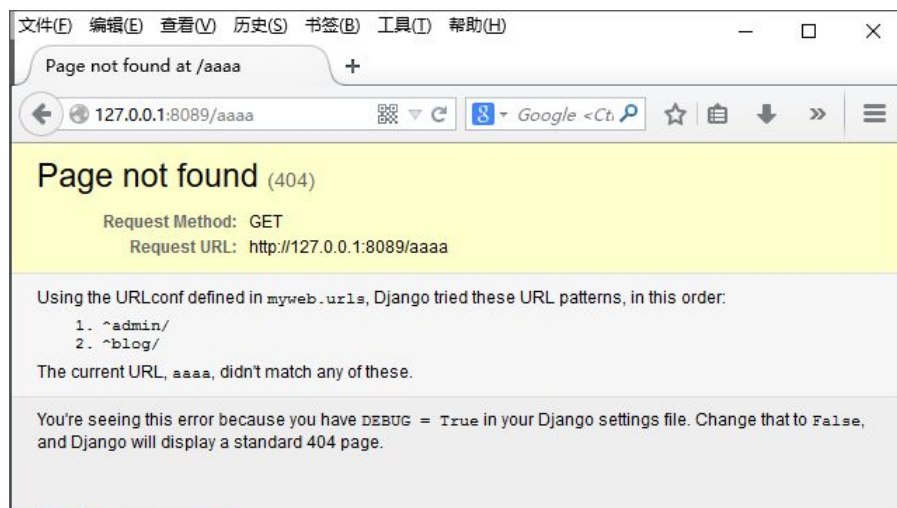 文件(F) 编辑(E) 查看(V) 历史(S) 书签(B) 工具(T) 帮助(H)
Page not found at /aaaa
127.0.0.1:8089/aaaa
Google <Ct
Page not found (404)
Request Method: GET
Request URL: http://127.0.0.1:8089/aaaa
Using the URLconf defined in myweb.urls, Django tried these URL patterns, in this order:
1. ^admin/
2. ^blog/
The current URL, aaaa, didn't match any of these.
You're seeing this error because you have DEBUG = True in your Django settings file. Change that to False,
and Django will display a standard 404 page.